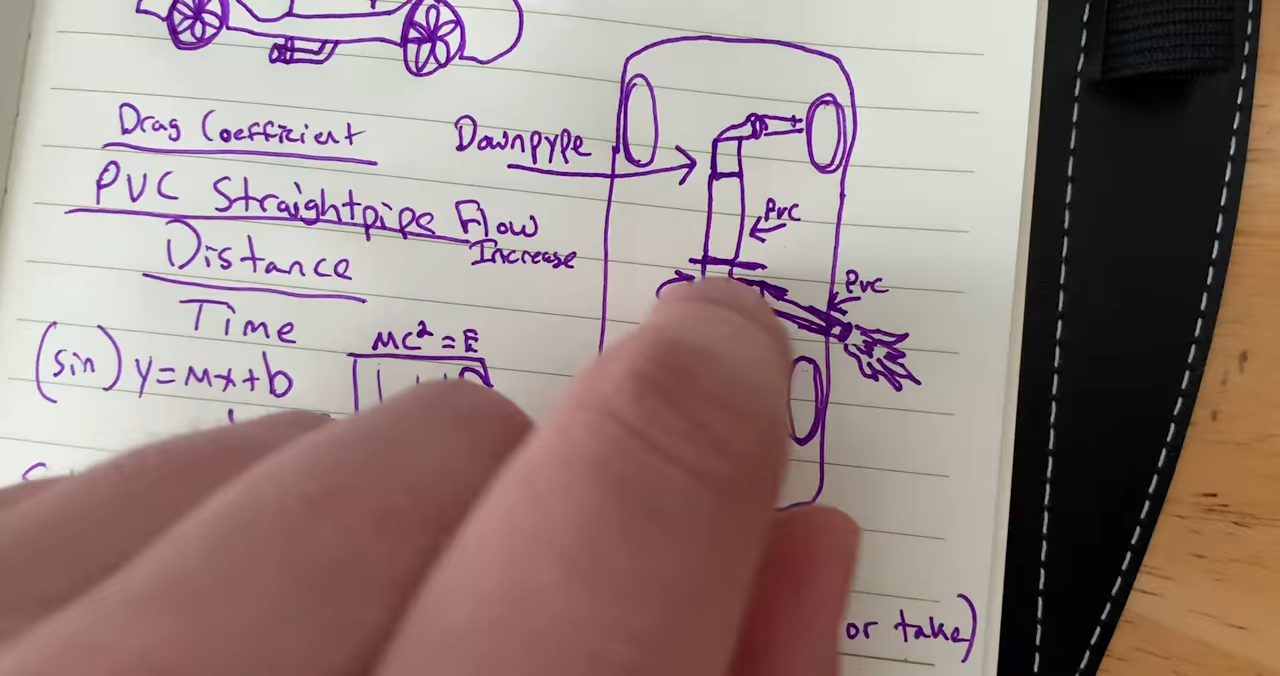 Drag Coefficient
Downpype
PVC Straightpipe Flow
Increase
PVC
Distance
Time
PVC
MC² = E
(sin) y=mx+b
or take)